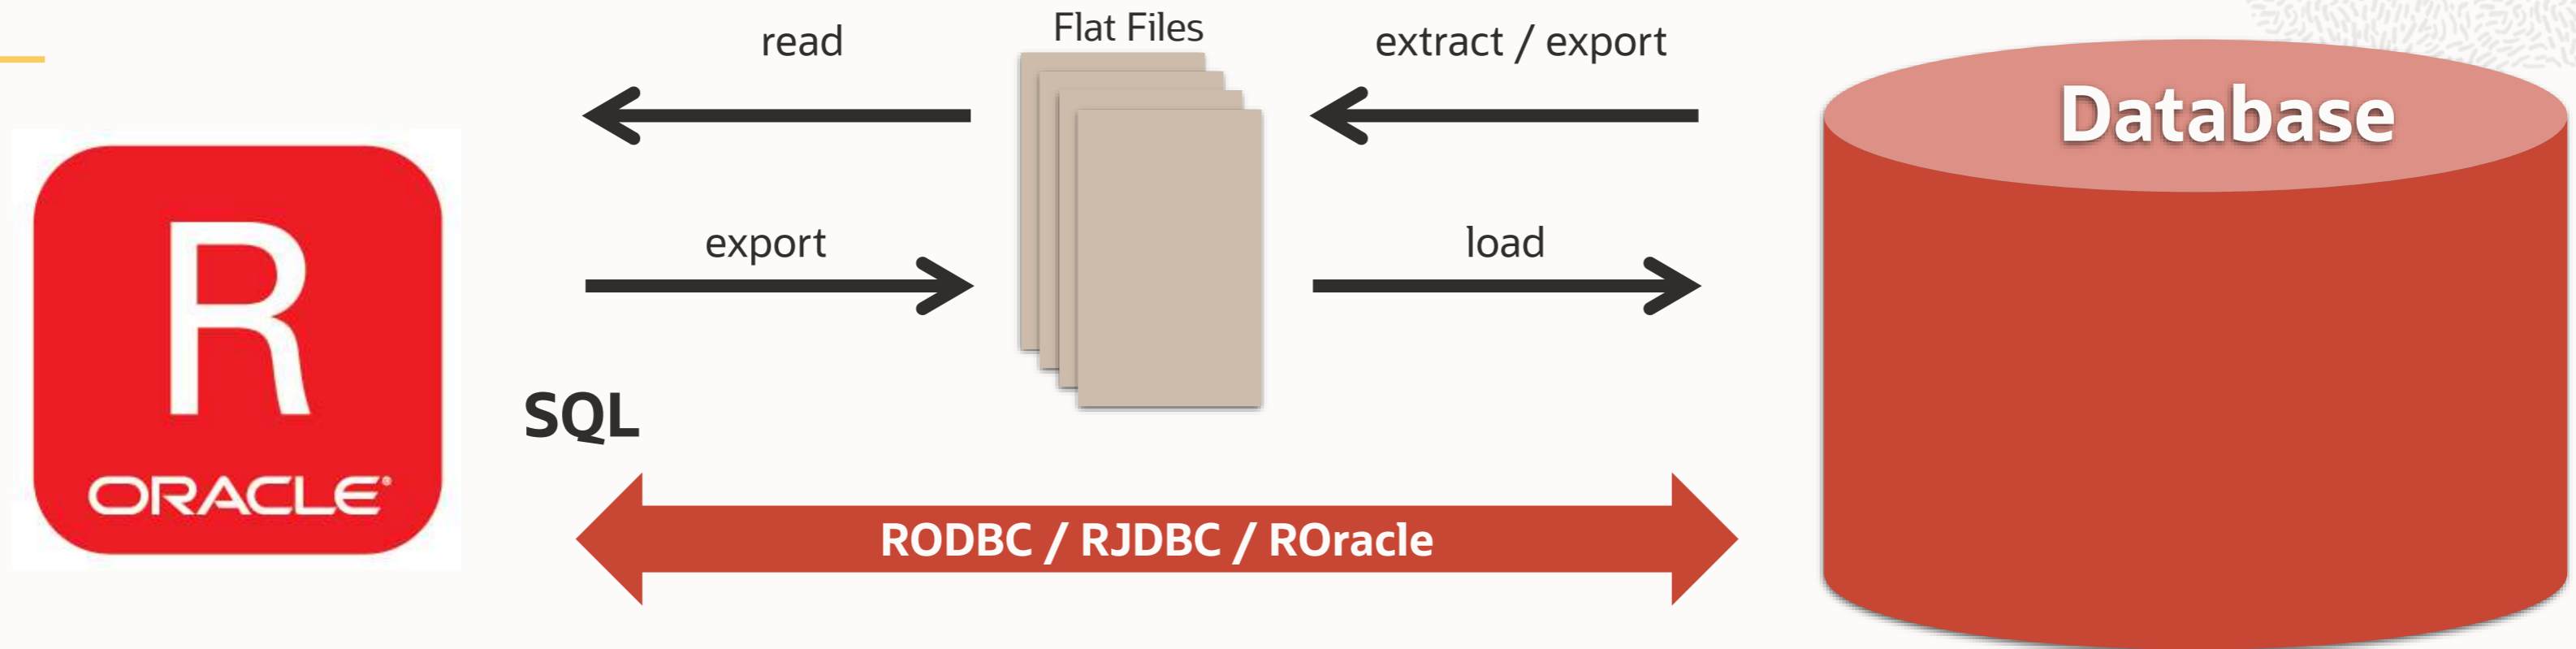 read
Flat Files
extract / export
Database
export
load
R
ORACLE®
SQL
RODBC / RJDBC / ROracle